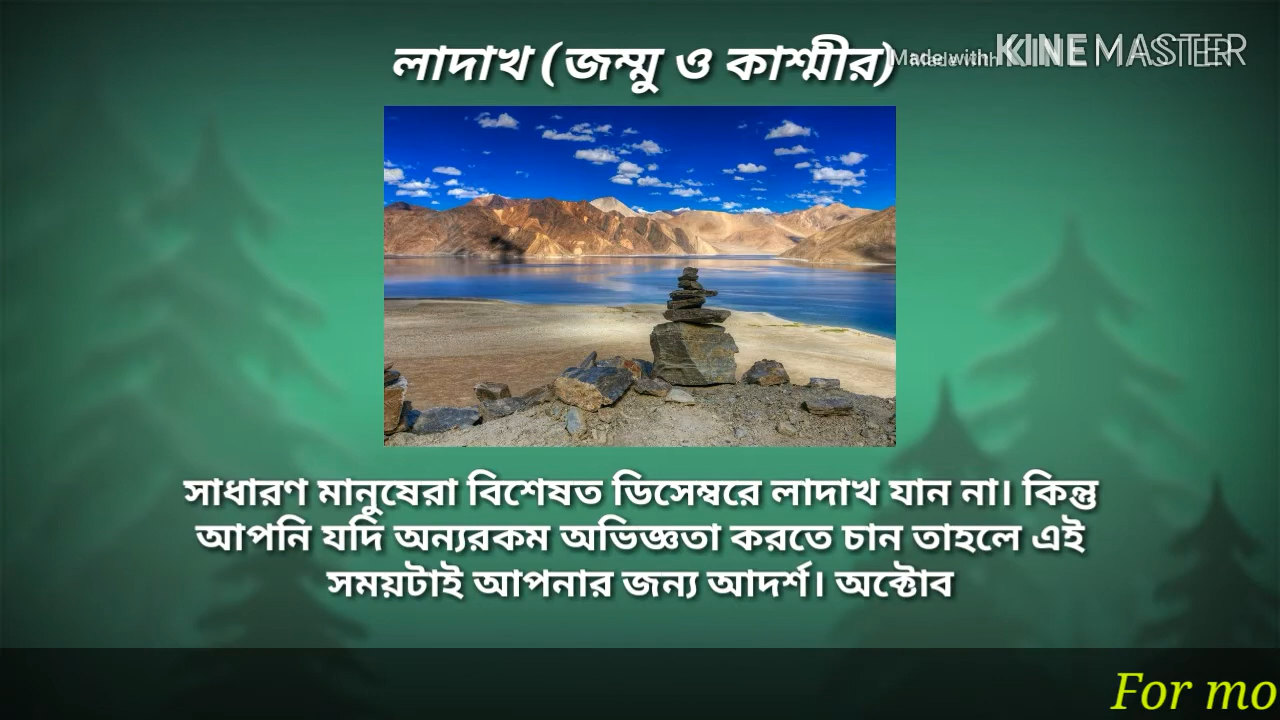 লাদাখ (জম্মু ও কাশ্মীর)
Made with KINEMASTER
সাধারণ মানুষেরা বিশেষত ডিসেম্বরে লাদাখ যান না। কিন্তু
আপনি যদি অন্যরকম অভিজ্ঞতা করতে চান তাহলে এই
সময়টাই আপনার জন্য আদর্শ। অক্টোব
For mo